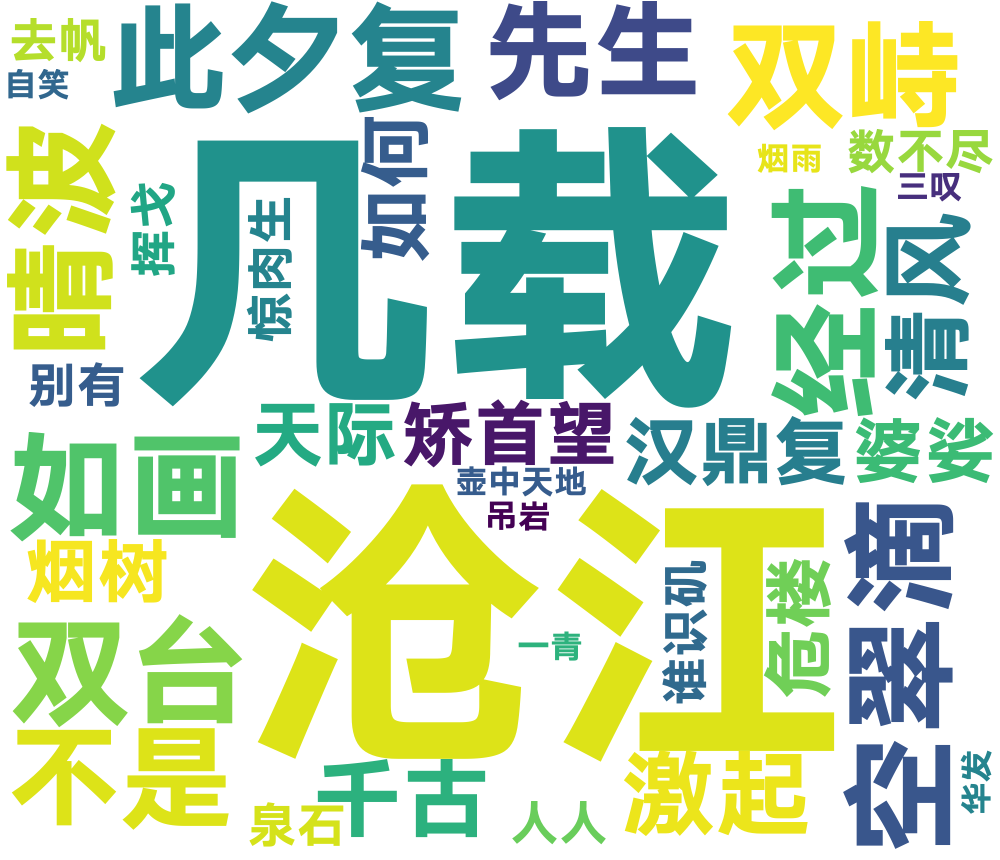 去帆
此夕复
先生
双峙
自笑
几载
如何
烟雨
数不尽
三叹
晴波
挥戈
惊肉生
经过
清风
别有
天际
矫首望
汉鼎复
婆娑
如画
壶中天地
吊岩
沧江
烟树
谁识矶
危楼
空翠滴
双台
一青
不是
千古
激起
华发
泉石
人人